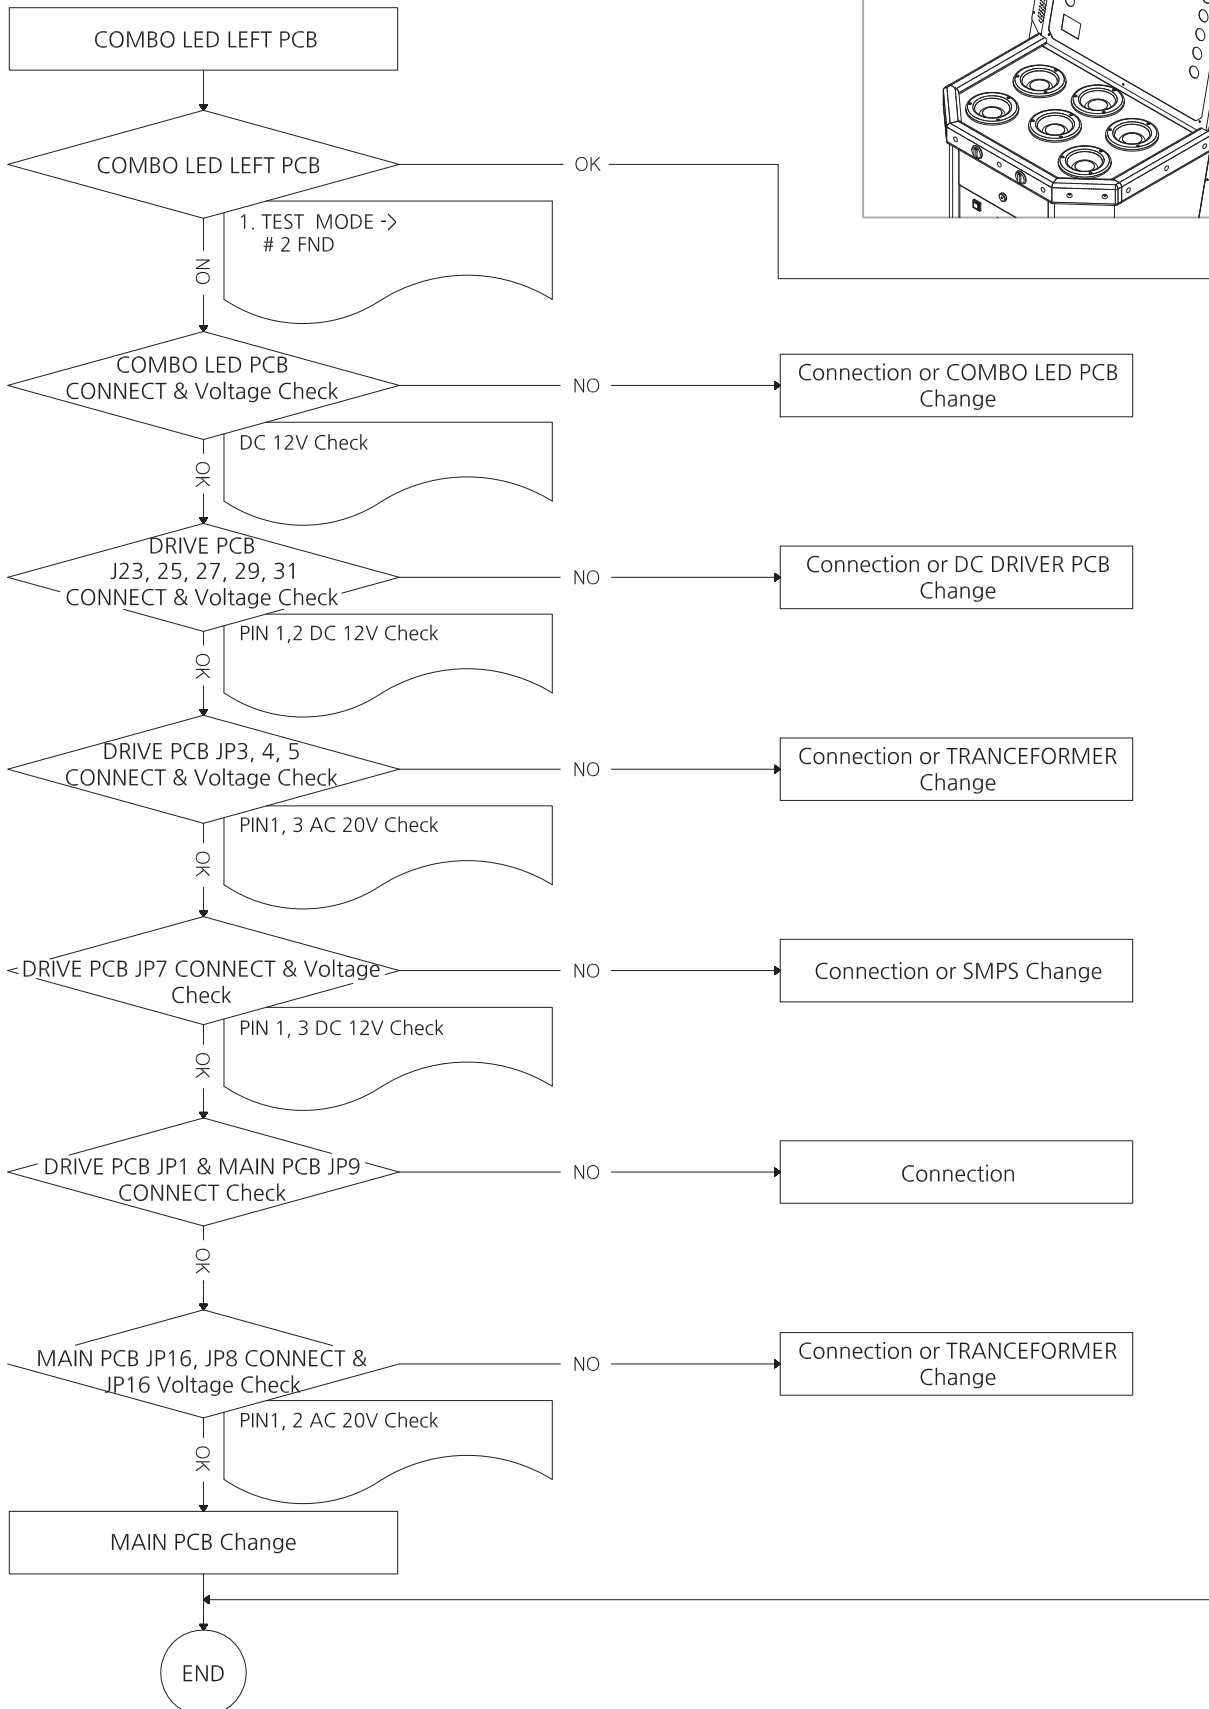 COMBO LED LEFT PCB
COMBO LED LEFT PCB
OK
1. TEST  MODE ->
# 2 FND
NO
COMBO LED PCB
CONNECT & Voltage Check
NO
Connection or COMBO LED PCB
Change
DC 12V Check
OK
DRIVE PCB
J23, 25, 27, 29, 31
CONNECT & Voltage Check
NO
Connection or DC DRIVER PCB
Change
PIN 1,2 DC 12V Check
OK
DRIVE PCB JP3, 4, 5
CONNECT & Voltage Check
NO
Connection or TRANCEFORMER
Change
PIN1, 3 AC 20V Check
OK
DRIVE PCB JP7 CONNECT & Voltage
Check
NO
Connection or SMPS Change
PIN 1, 3 DC 12V Check
OK
DRIVE PCB JP1 & MAIN PCB JP9
CONNECT Check
NO
Connection
OK
MAIN PCB JP16, JP8 CONNECT &
JP16 Voltage Check
NO
Connection or TRANCEFORMER
Change
PIN1, 2 AC 20V Check
OK
MAIN PCB Change
END